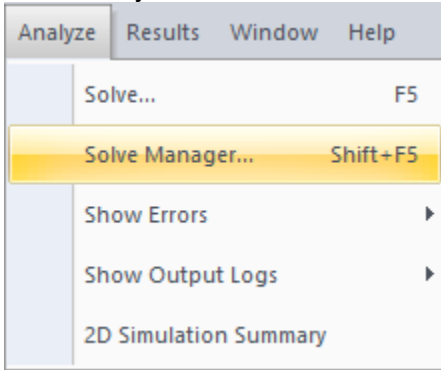 Analyze Results Window Help
Solve... F5
Solve Manager... Shift+F5
Show Errors
Show Output Logs
2D Simulation Summary